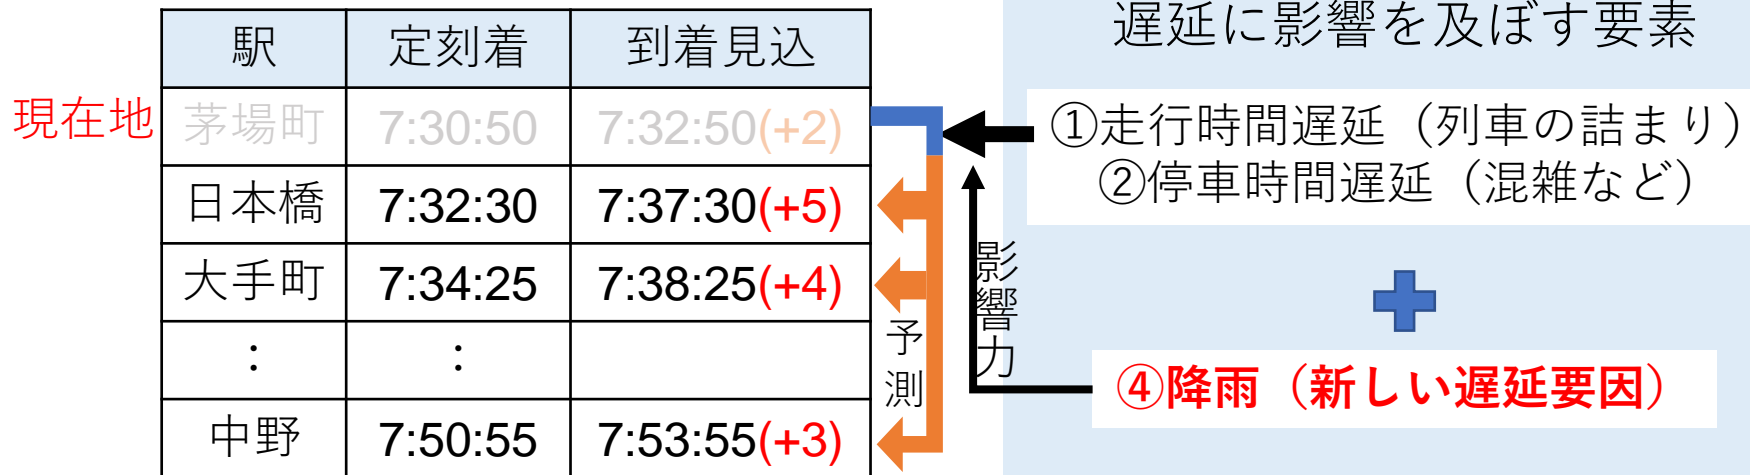 駅 定刻着 到着見込
現在地 茅場町 7:30:50 7:32:50(+2)
日本橋 7:32:30 7:37:30(+5)
大手町 7:34:25 7:38:25(+4)
： ：
中野 7:50:55 7:53:55(+3)
予測
影響力
遅延に影響を及ぼす要素
①走行時間遅延（列車の詰まり）
②停車時間遅延（混雑など）
④降雨（新しい遅延要因）